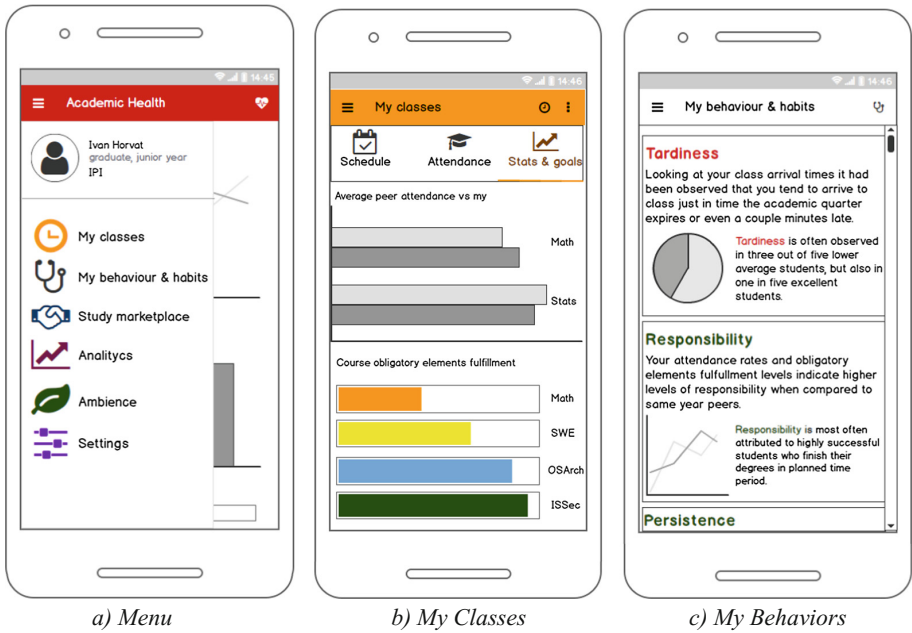 14:45
Academic Health
Ivan Horvat
graduate, junior year
IPI
My classes
My behaviour & habits
Study marketplace
Analitycs
Ambience
Settings
a) Menu
14:46
My classes
Schedule
Attendance
Stats & goals
Average peer attendance vs my
Math
Stats
Course obligatory elements fulfillment
Math
SWE
OSArch
ISSec
b) My Classes
14:46
My behaviour & habits
Tardiness
Looking at your class arrival times it had
been observed that you tend to arrive to
class just in time the academic quarter
expires or even a couple minutes late.
Tardiness is often observed
in three out of five lower
average students, but also in
one in five excellent
students.
Responsibility
Your attendance rates and obligatory
elements fulfullment levels indicate higher
levels of responsibility when compared to
same year peers.
Responsibility is most often
attributed to highly successful
students who finish their
degrees in planned time
period.
Persistence
c) My Behaviors